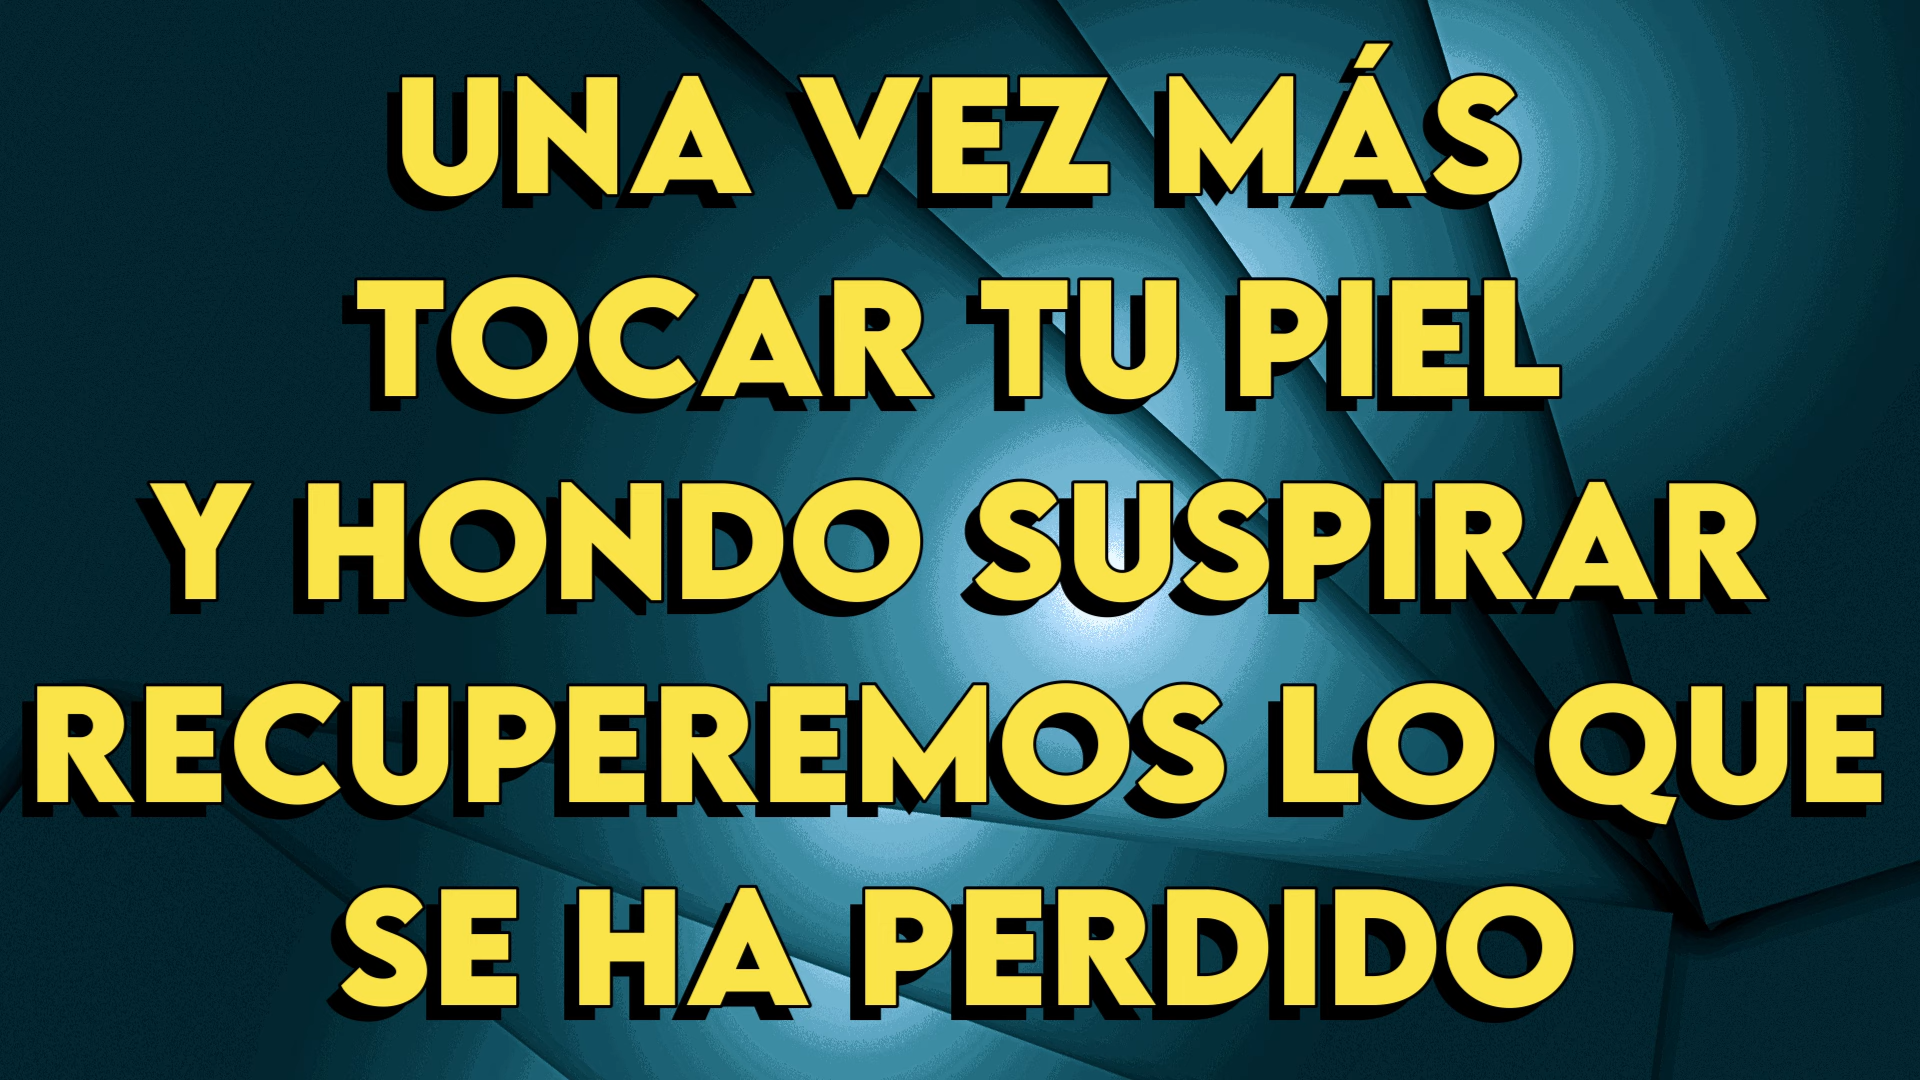 UNA VEZ MÁS
TOCAR TU PIEL
Y HONDO SUSPIRAR
RECUPEREMOS LO QUE
SE HA PERDIDO